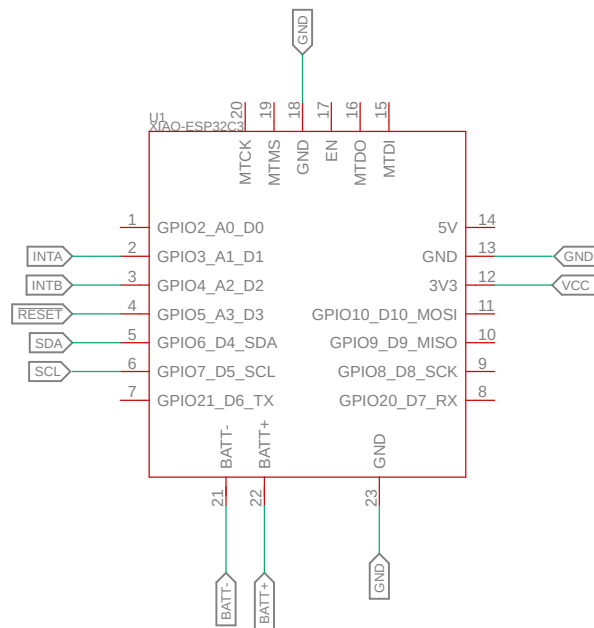 GND
U1
XIAO-ESP32C3
20 19 18 17 16 15
MTCK MTMS GND EN MTDO MTDI
1 GPIO2_A0_D0 5V 14
INTA 2 GPIO3_A1_D1 GND 13 GND
INTB 3 GPIO4_A2_D2 3V3 12 VCC
RESET 4 GPIO5_A3_D3 GPIO10_D10_MOSI 11
SDA 5 GPIO6_D4_SDA GPIO9_D9_MISO 10
SCL 6 GPIO7_D5_SCL GPIO8_D8_SCK 9
7 GPIO21_D6_TX GPIO20_D7_RX 8
BATT- BATT+ GND
21 22 23
BATT- BATT+ GND